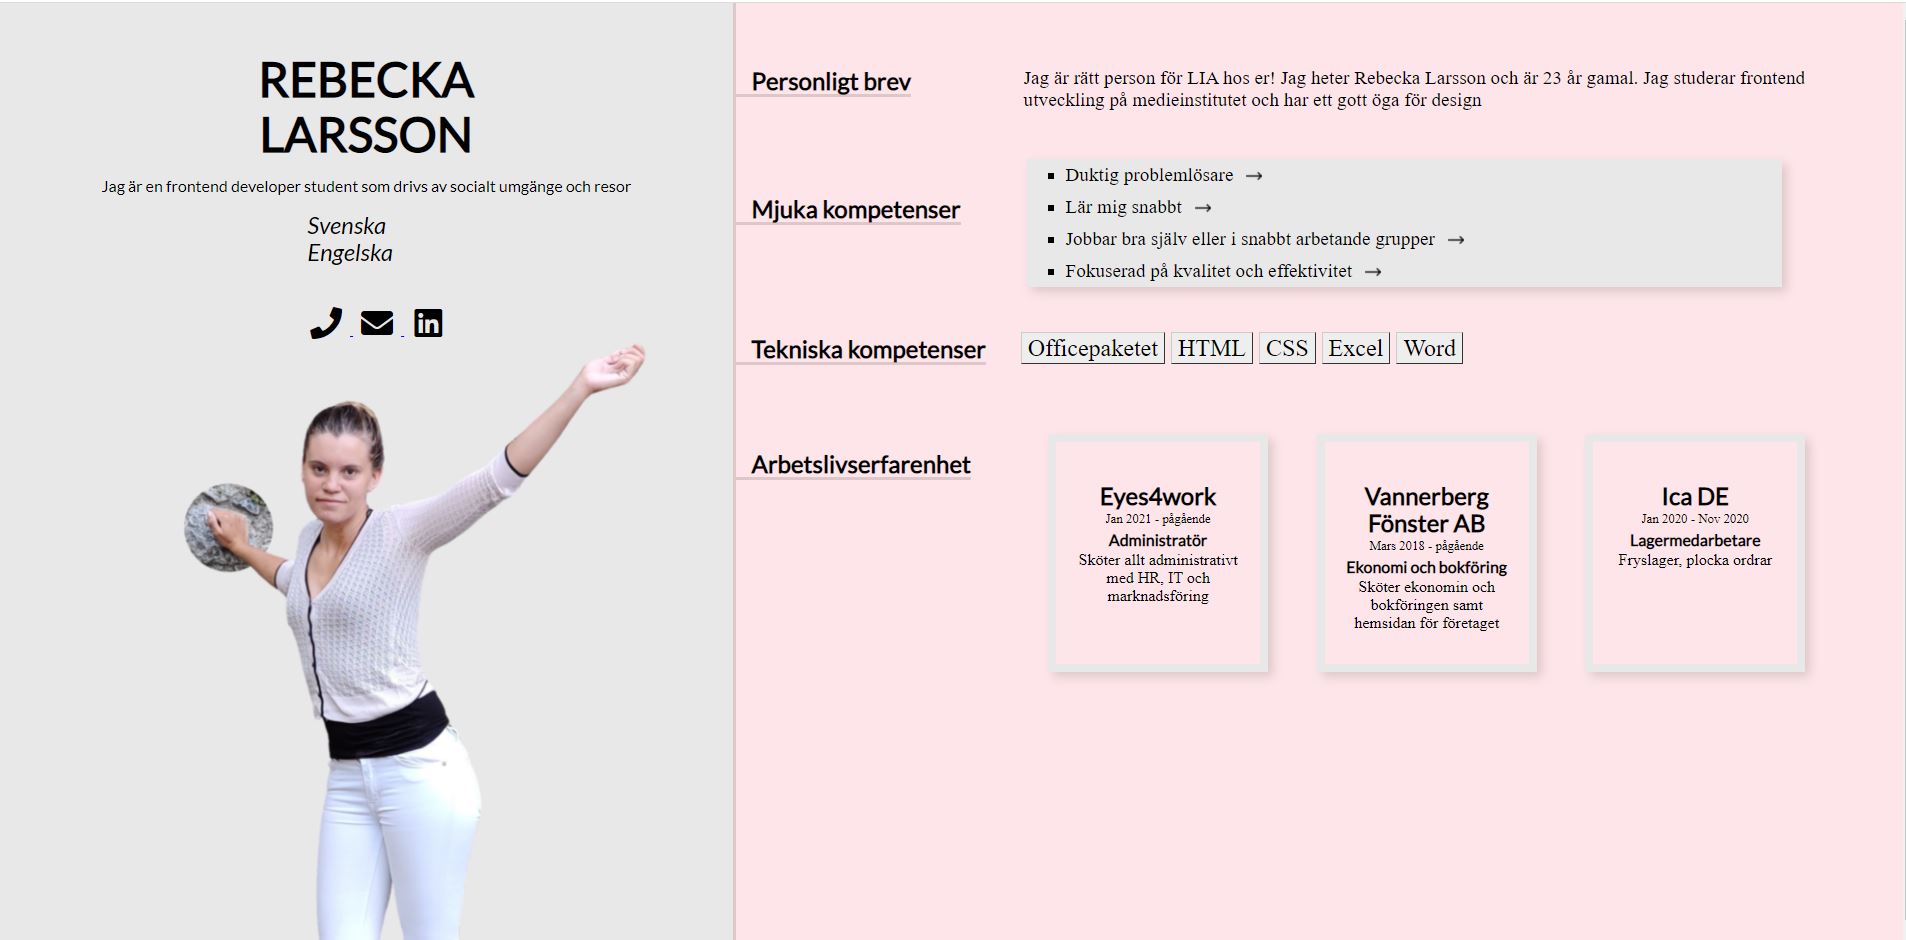 REBECKA
LARSSON
Jag är en frontend developer student som drivs av socialt umgänge och resor
Svenska
Engelska
Personligt brev
Jag är rätt person för LIA hos er! Jag heter Rebecka Larsson och är 23 år gamal. Jag studerar frontend
utveckling på medieinstitutet och har ett gott öga för design
Mjuka kompetenser
Duktig problemlösare →
Lär mig snabbt →
Jobbar bra själv eller i snabbt arbetande grupper →
Fokuserad på kvalitet och effektivitet →
Tekniska kompetenser
Officepaketet HTML CSS Excel Word
Arbetslivserfarenhet
Eyes4work
Jan 2021 - pågående
Administratör
Sköter allt administrativt
med HR, IT och
marknadsföring
Vannerberg
Fönster AB
Mars 2018 - pågående
Ekonomi och bokföring
Sköter ekonomin och
bokföringen samt
hemsidan för företaget
Ica DE
Jan 2020 - Nov 2020
Lagermedarbetare
Fryslager, plocka ordrar